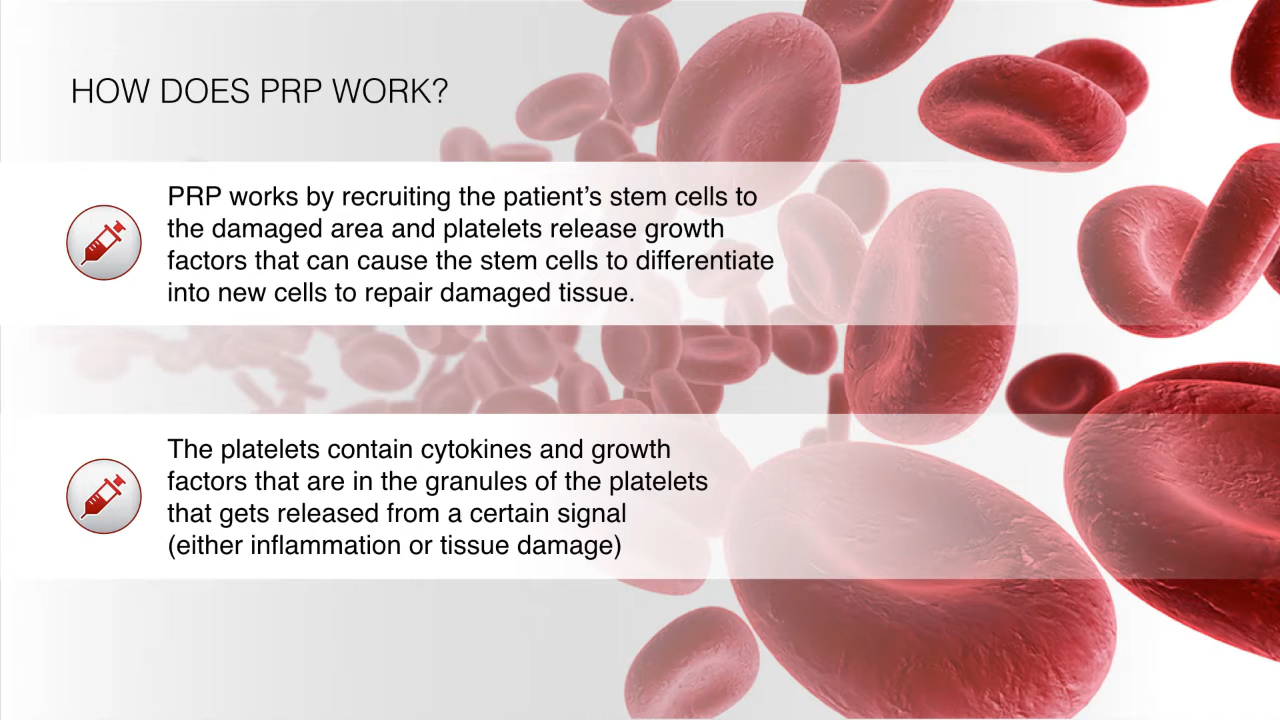 HOW DOES PRP WORK?
PRP works by recruiting the patient’s stem cells to
the damaged area and platelets release growth
factors that can cause the stem cells to differentiate
into new cells to repair damaged tissue.
The platelets contain cytokines and growth
factors that are in the granules of the platelets
that gets released from a certain signal
(either inflammation or tissue damage)